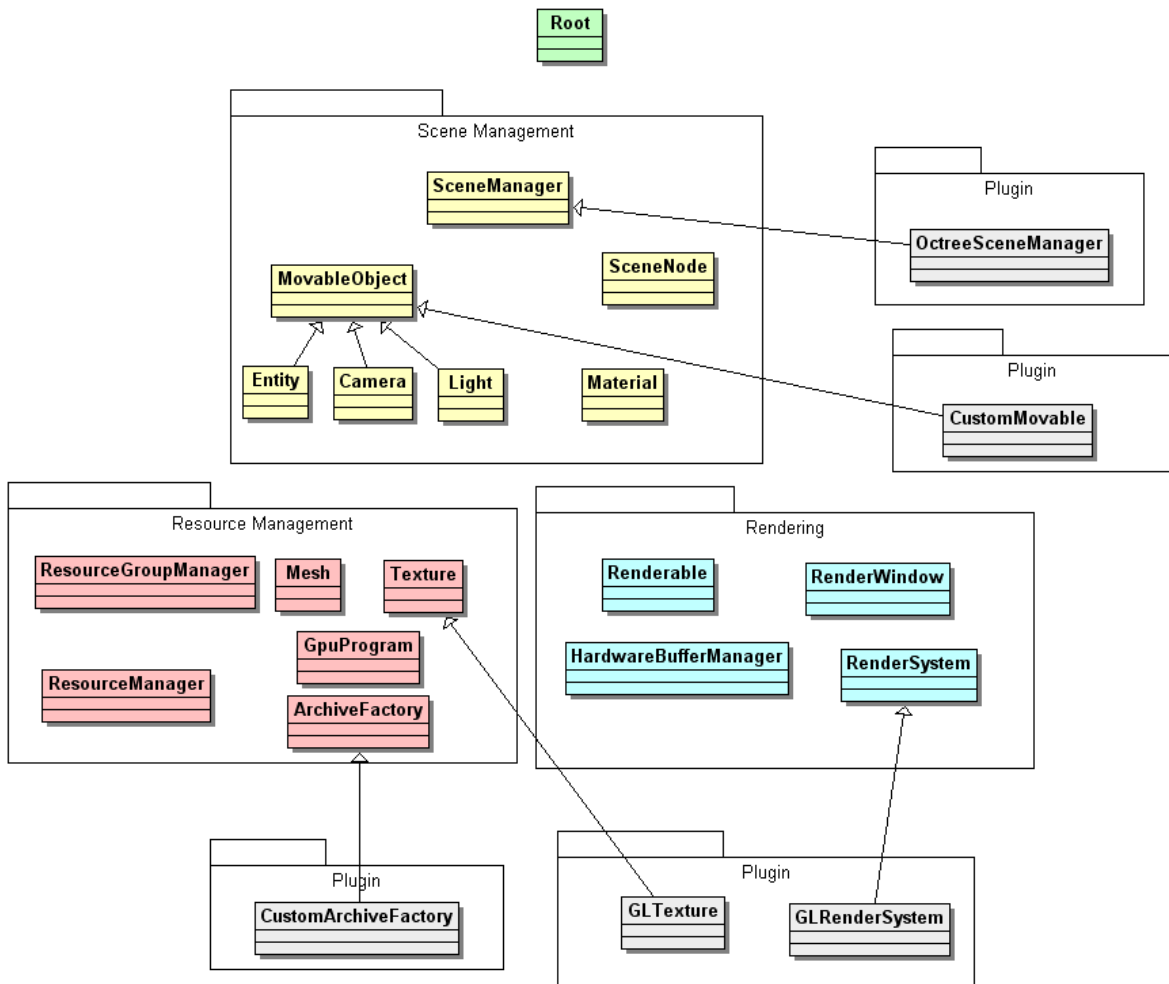 Root
Scene Management
SceneManager
Plugin
OctreeSceneManager
MovableObject
SceneNode
Entity
Camera
Light
Material
Plugin
CustomMovable
Resource Management
ResourceGroupManager
Mesh
Texture
GpuProgram
ResourceManager
ArchiveFactory
Rendering
Renderable
RenderWindow
HardwareBufferManager
RenderSystem
Plugin
CustomArchiveFactory
Plugin
GLTexture
GLRenderSystem